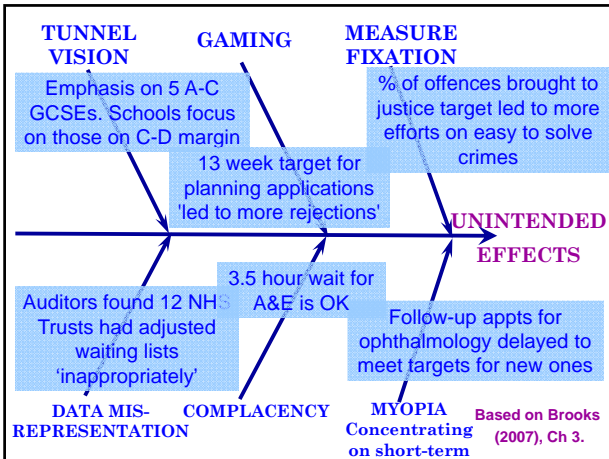 TUNNEL
VISION
GAMING
MEASURE
FIXATION
Emphasis on 5 A-C
GCSEs. Schools focus
on those on C-D margin
% of offences brought to
justice target led to more
efforts on easy to solve
crimes
13 week target for
planning applications
'led to more rejections'
UNINTENDED
EFFECTS
Auditors found 12 NHS
Trusts had adjusted
waiting lists
‘inappropriately’
3.5 hour wait for
A&E is OK
Follow-up appts for
ophthalmology delayed to
meet targets for new ones
DATA MIS-
REPRESENTATION
COMPLACENCY
MYOPIA
Concentrating
on short-term
Based on Brooks
(2007), Ch 3.